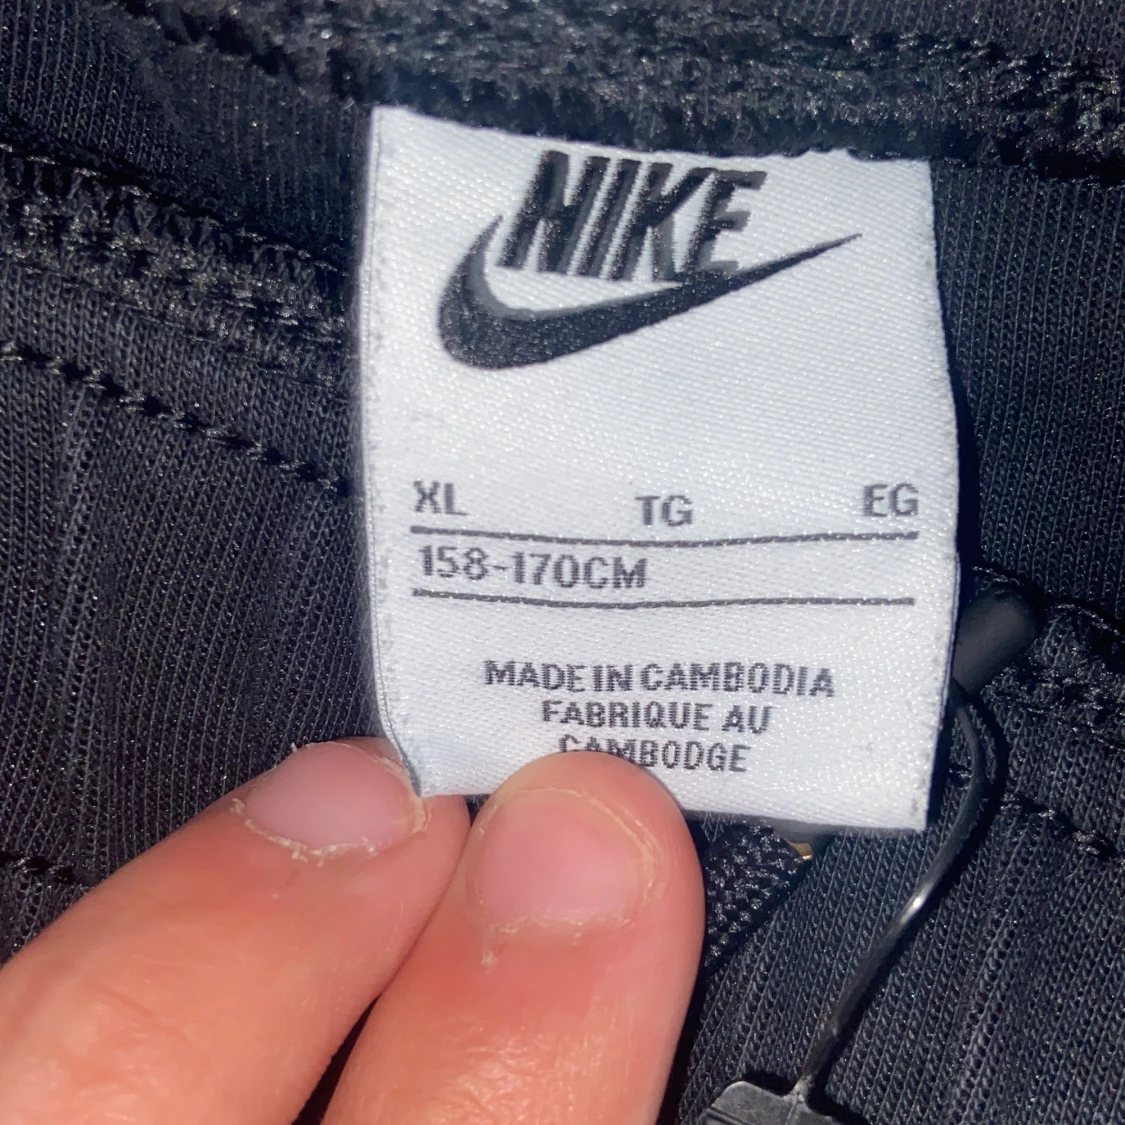 NIKE
XL TG EG
158-170CM
MADE IN CAMBODIA
FABRIQUE AU
CAMBODGE